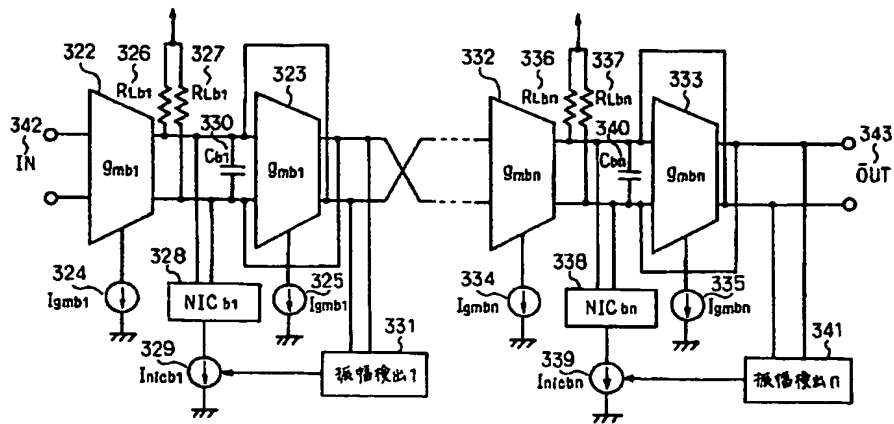 322
326
327
323
RLb1
RLb1
342
IN
330
Cb1
gmb1
gmb1
324
Igmb1
328
NIC b1
325
Igmb1
329
Inicb1
331
振幅検出1
332
336
337
333
RLbn
RLbn
340
Cbn
gmbn
gmbn
343
OUT
334
Igmbn
338
NIC bn
335
Igmbn
339
Inicbn
341
振幅検出n